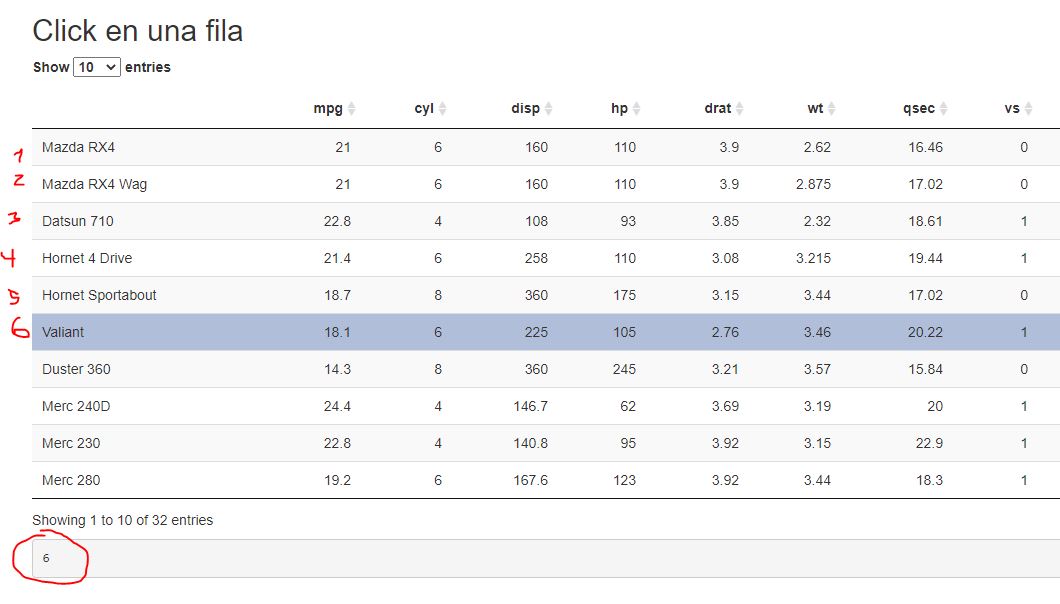 Click en una fila
Show 10 entries
mpg cyl disp hp drat wt qsec vs
1 Mazda RX4 21 6 160 110 3.9 2.62 16.46 0
2 Mazda RX4 Wag 21 6 160 110 3.9 2.875 17.02 0
3 Datsun 710 22.8 4 108 93 3.85 2.32 18.61 1
4 Hornet 4 Drive 21.4 6 258 110 3.08 3.215 19.44 1
5 Hornet Sportabout 18.7 8 360 175 3.15 3.44 17.02 0
6 Valiant 18.1 6 225 105 2.76 3.46 20.22 1
Duster 360 14.3 8 360 245 3.21 3.57 15.84 0
Merc 240D 24.4 4 146.7 62 3.69 3.19 20 1
Merc 230 22.8 4 140.8 95 3.92 3.15 22.9 1
Merc 280 19.2 6 167.6 123 3.92 3.44 18.3 1
Showing 1 to 10 of 32 entries
6